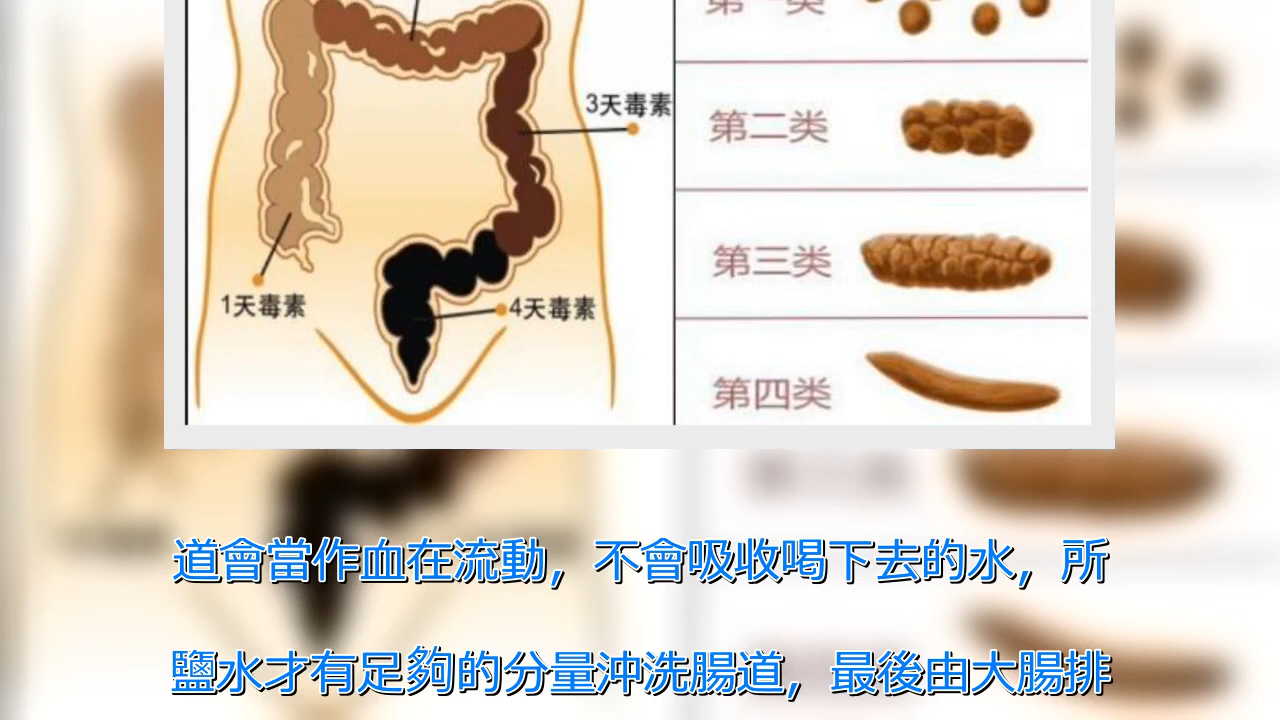 第一类
3天毒素
第二类
第三类
1天毒素
4天毒素
第四类
道會當作血在流動，不會吸收喝下去的水，所
鹽水才有足夠的分量沖洗腸道，最後由大腸排